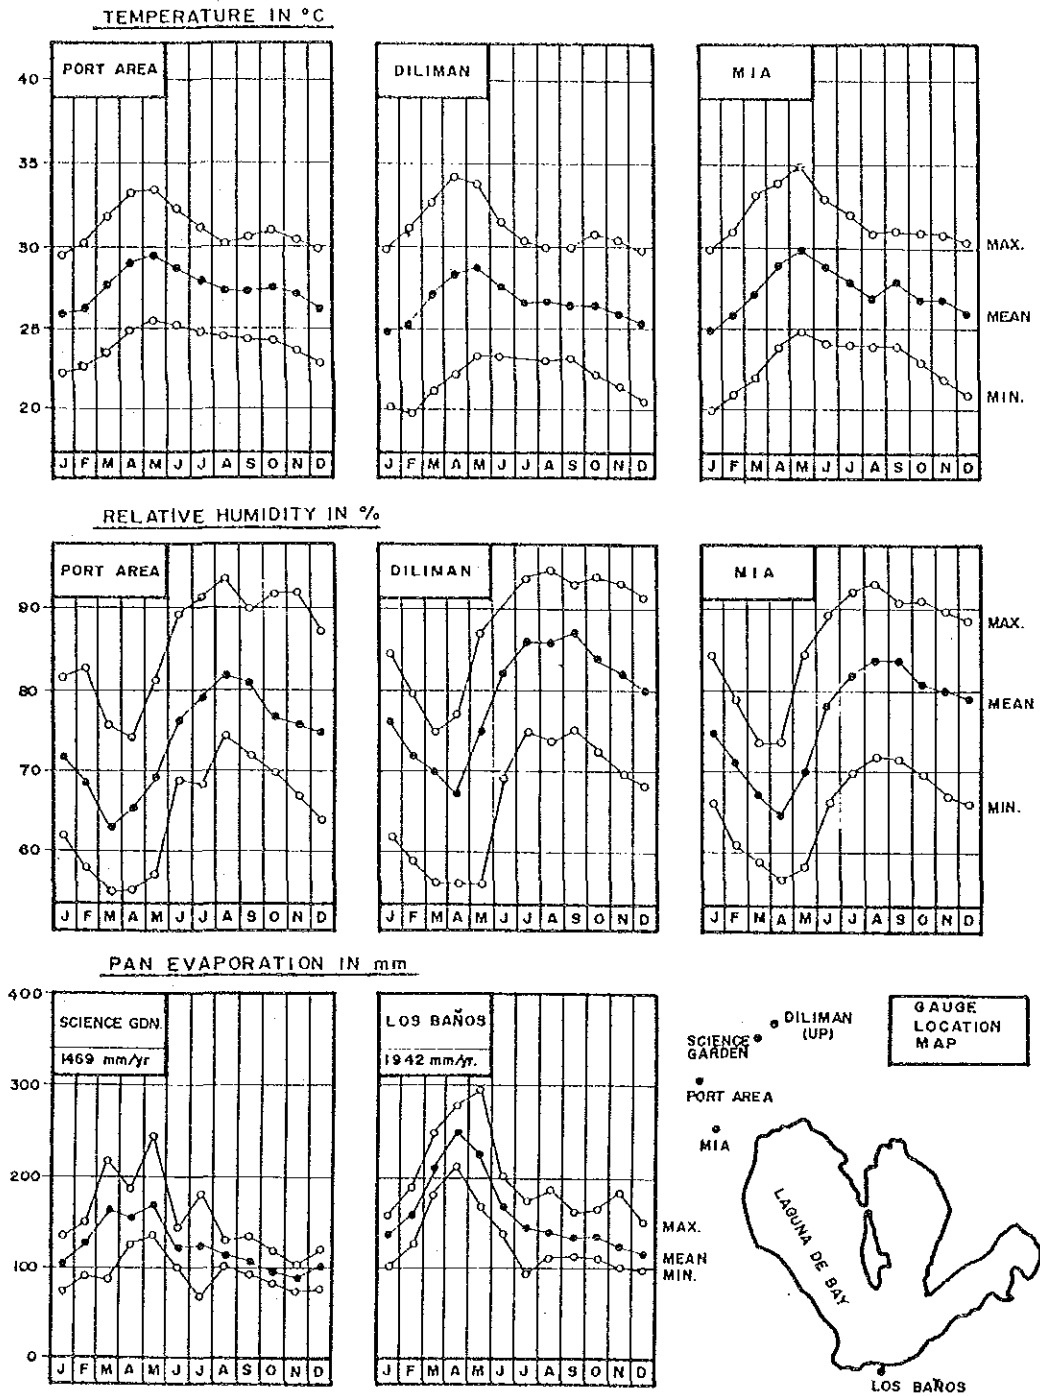 TEMPERATURE IN °C
PORT AREA
DILIMAN
MIA
40
35
30
25
20
MAX.
MEAN
MIN.
J F M A M J J A S O N D
J F M A M J J A S O N D
J F M A M J J A S O N D
RELATIVE HUMIDITY IN %
PORT AREA
DILIMAN
MIA
90
80
70
60
MAX.
MEAN
MIN.
J F M A M J J A S O N D
J F M A M J J A S O N D
J F M A M J J A S O N D
PAN EVAPORATION IN mm
400
300
200
100
0
SCIENCE GDN.
1469 mm/yr
LOS BAÑOS
1942 mm/yr.
MAX.
MEAN
MIN.
J F M A M J J A S O N D
J F M A M J J A S O N D
GAUGE
LOCATION
MAP
DILIMAN
(UP)
SCIENCE
GARDEN
PORT AREA
MIA
LAGUNA DE BAY
LOS BAÑOS